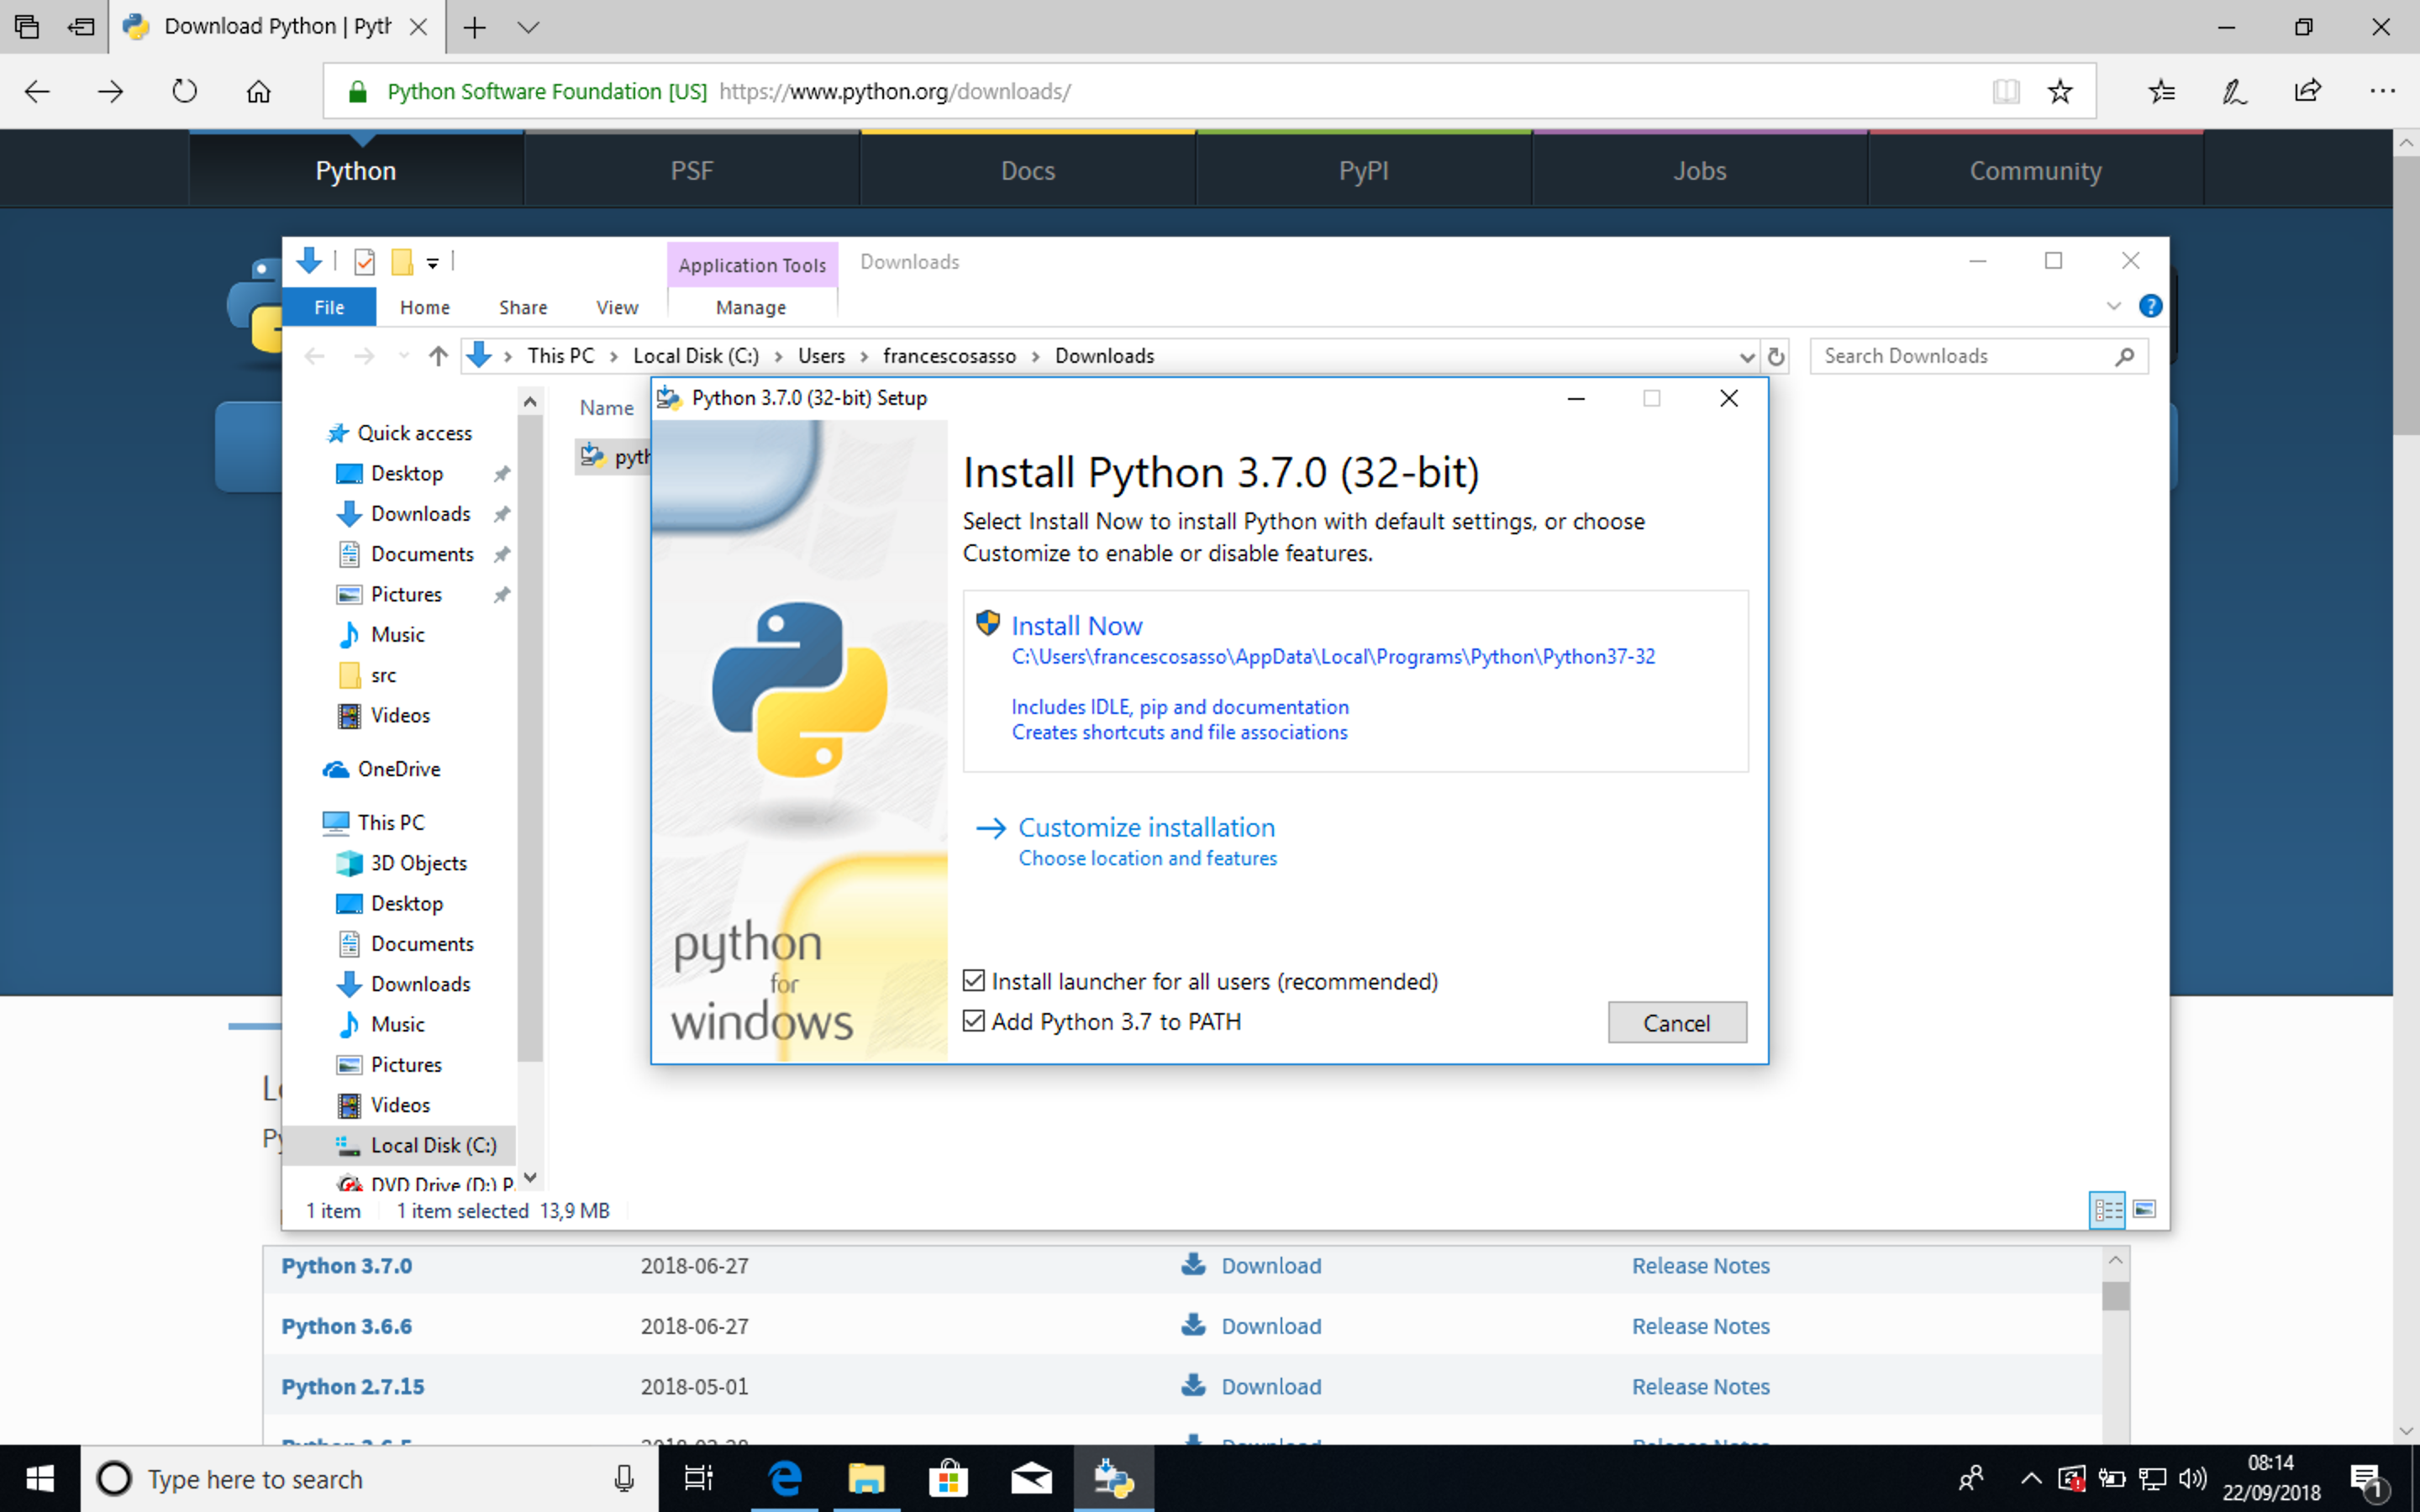 Download Python | Pyth
Python Software Foundation [US] https://www.python.org/downloads/
Python PSF Docs PyPI Jobs Community
Application Tools Downloads
File Home Share View Manage
This PC > Local Disk (C:) > Users > francescosasso > Downloads
Search Downloads
Quick access
Desktop
Downloads
Documents
Pictures
Music
src
Videos
OneDrive
This PC
3D Objects
Desktop
Documents
Downloads
Music
Pictures
Videos
Local Disk (C:)
DVD Drive (D:) P
1 item 1 item selected 13,9 MB
Name
pyth
Python 3.7.0 (32-bit) Setup
Install Python 3.7.0 (32-bit)
Select Install Now to install Python with default settings, or choose
Customize to enable or disable features.
Install Now
C:\Users\francescosasso\AppData\Local\Programs\Python\Python37-32
Includes IDLE, pip and documentation
Creates shortcuts and file associations
Customize installation
Choose location and features
python
for
windows
Install launcher for all users (recommended)
Add Python 3.7 to PATH
Cancel
Python 3.7.0 2018-06-27 Download Release Notes
Python 3.6.6 2018-06-27 Download Release Notes
Python 2.7.15 2018-05-01 Download Release Notes
Type here to search
08:14
22/09/2018
1